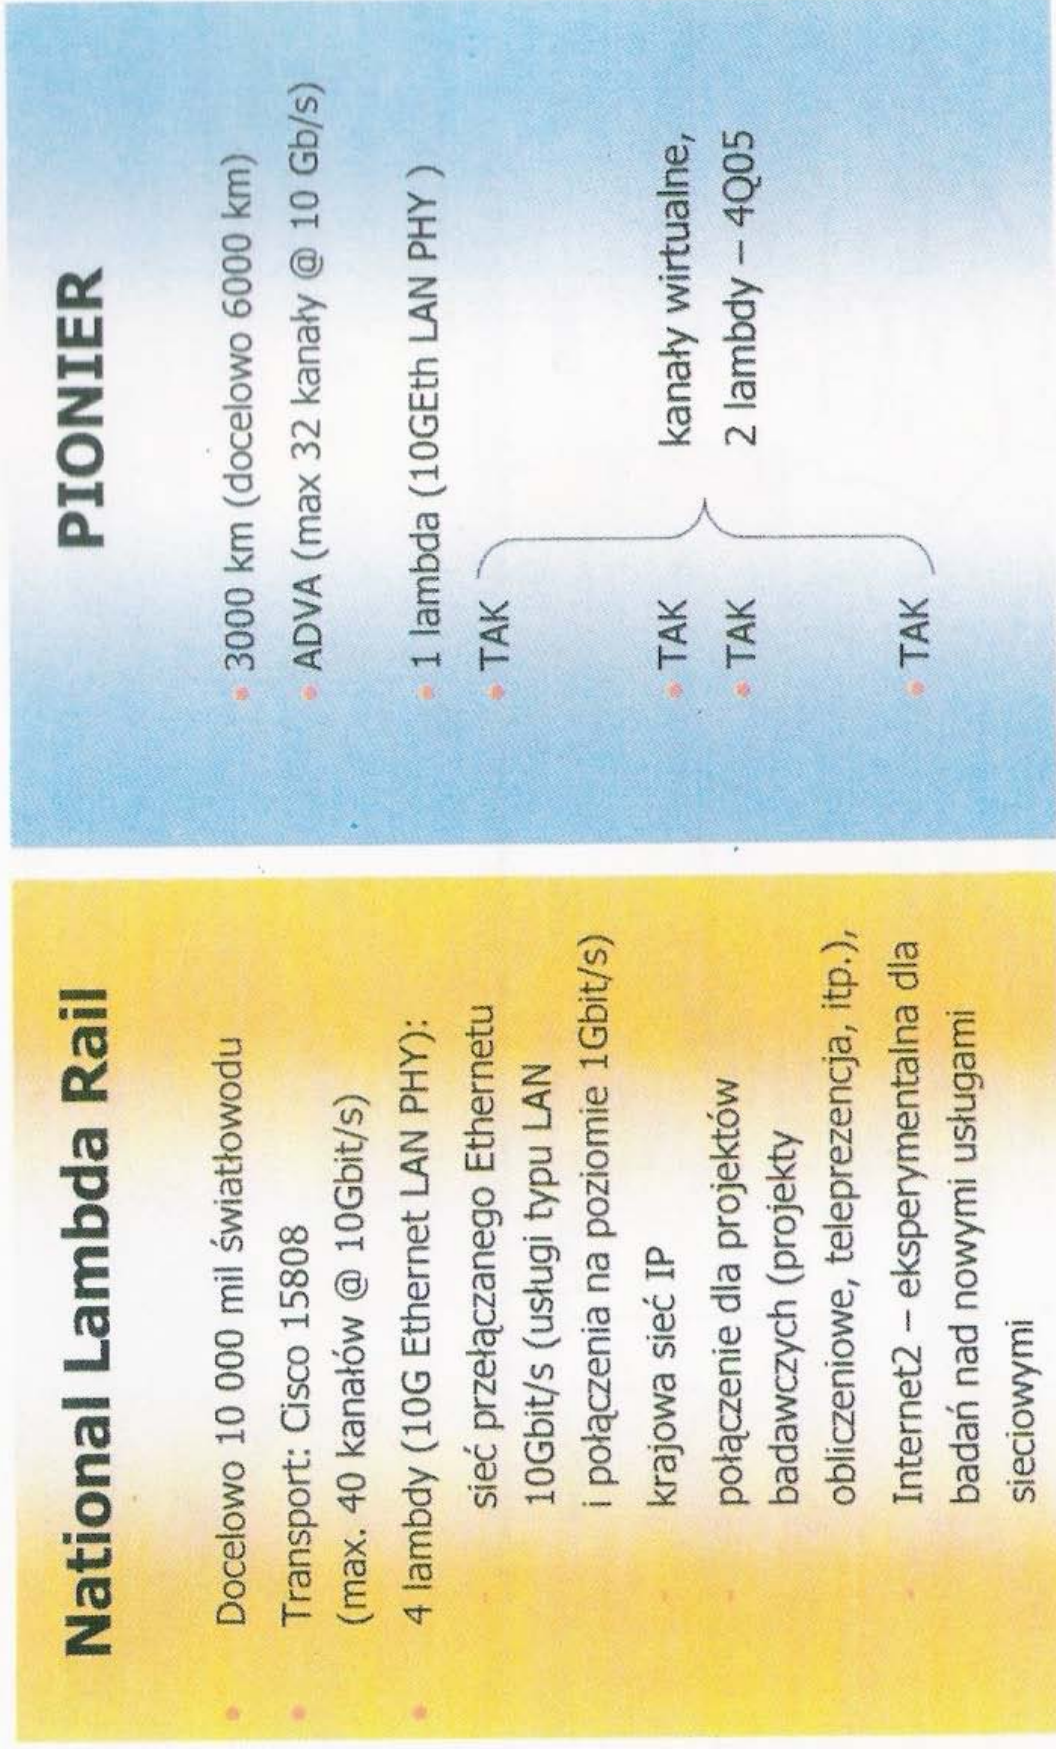 National Lambda Rail
Docelowo 10 000 mil światłowodu
Transport: Cisco 15808
(max. 40 kanałów @ 10Gbit/s)
4 lambdy (10G Ethernet LAN PHY):
sieć przełączanego Ethernetu
10Gbit/s (usługi typu LAN
i połączenia na poziomie 1Gbit/s)
krajowa sieć IP
połączenie dla projektów
badawczych (projekty
obliczeniowe, teleprezencja, itp.),
Internet2 – eksperymentalna dla
badań nad nowymi usługami
sieciowymi
PIONIER
3000 km (docelowo 6000 km)
ADVA (max 32 kanały @ 10 Gb/s)
1 lambda (10GEth LAN PHY )
TAK
TAK
TAK
TAK
kanały wirtualne,
2 lambdy – 4Q05